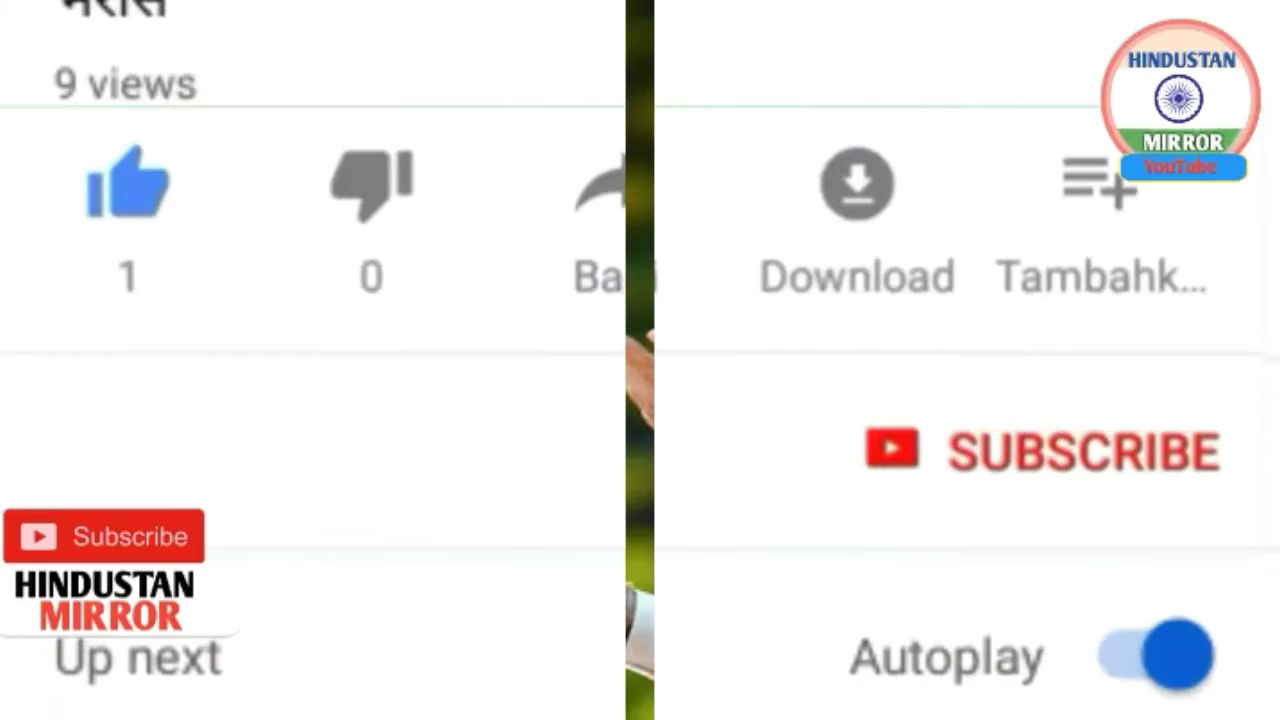 9 views
HINDUSTAN
MIRROR
YouTube
1
0
Download
Tambahk...
SUBSCRIBE
Subscribe
HINDUSTAN
MIRROR
Up next
Autoplay